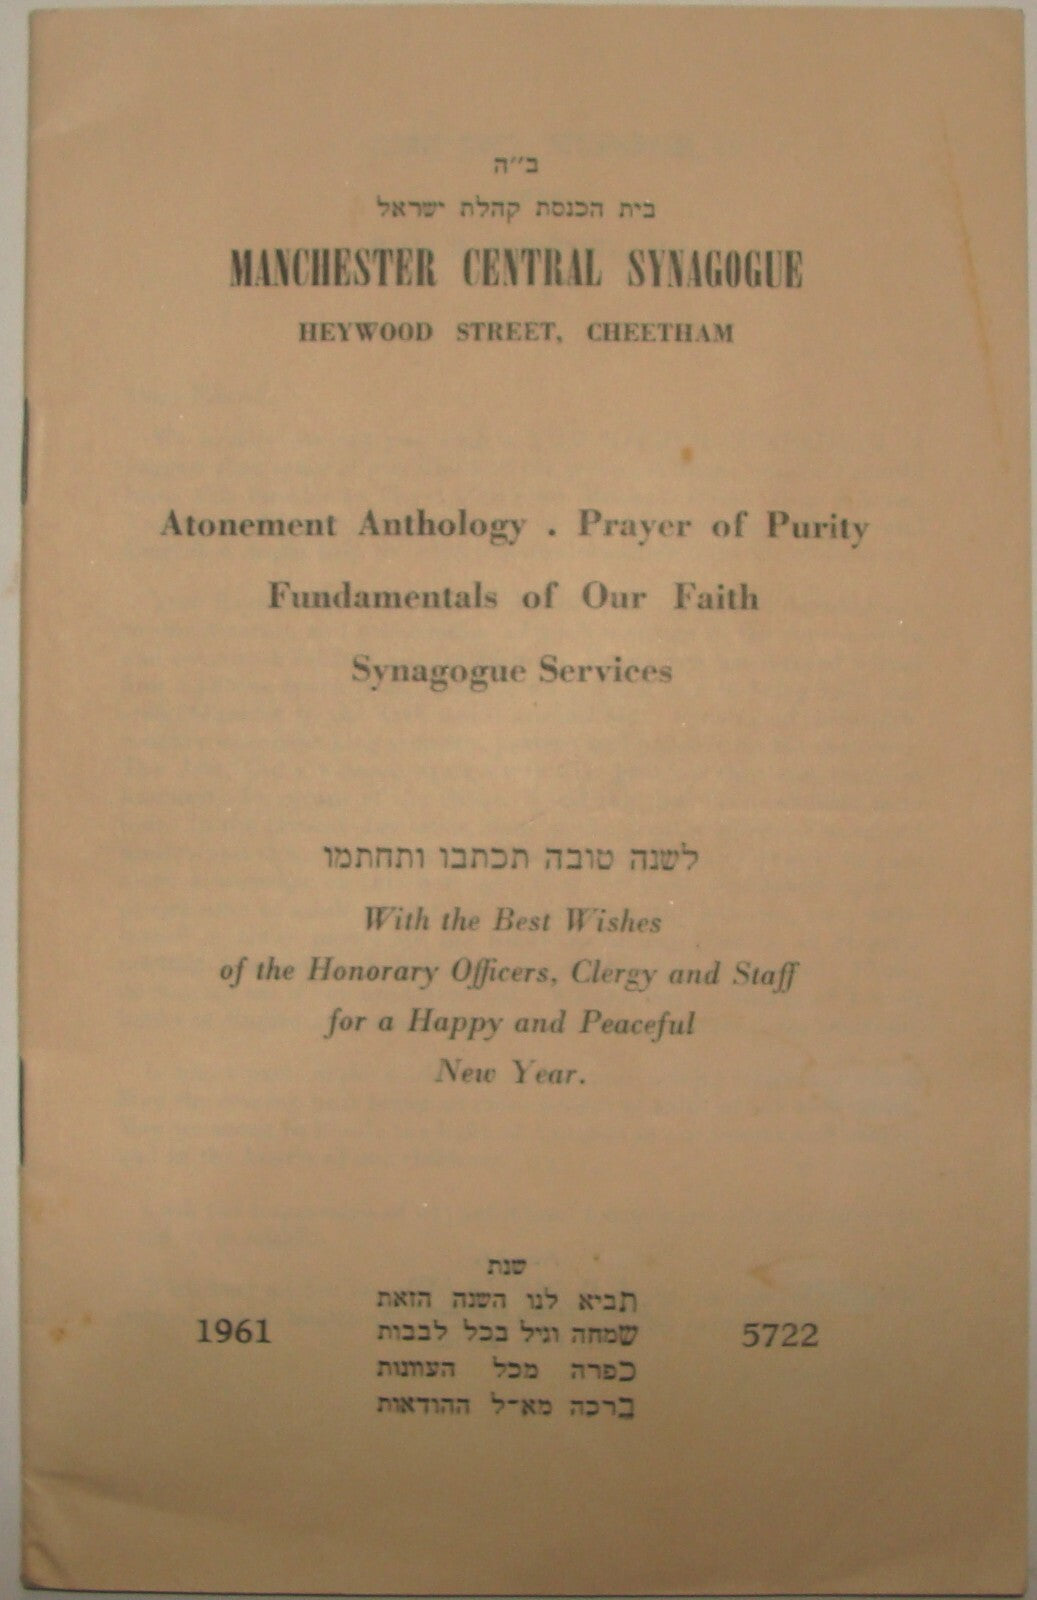 ב"ה
בית הכנסת קהלת ישראל
MANCHESTER CENTRAL SYNAGOGUE
HEYWOOD STREET, CHEETHAM
Atonement Anthology . Prayer of Purity
Fundamentals of Our Faith
Synagogue Services
לשנה טובה תכתבו ותחתמו
With the Best Wishes
of the Honorary Officers, Clergy and Staff
for a Happy and Peaceful
New Year.
שנת
תביא לנו השנה הזאת
שמחה וגיל בכל לבבות
כפרה מכל העוונות
ברכה מא־ל ההודאות
1961
5722